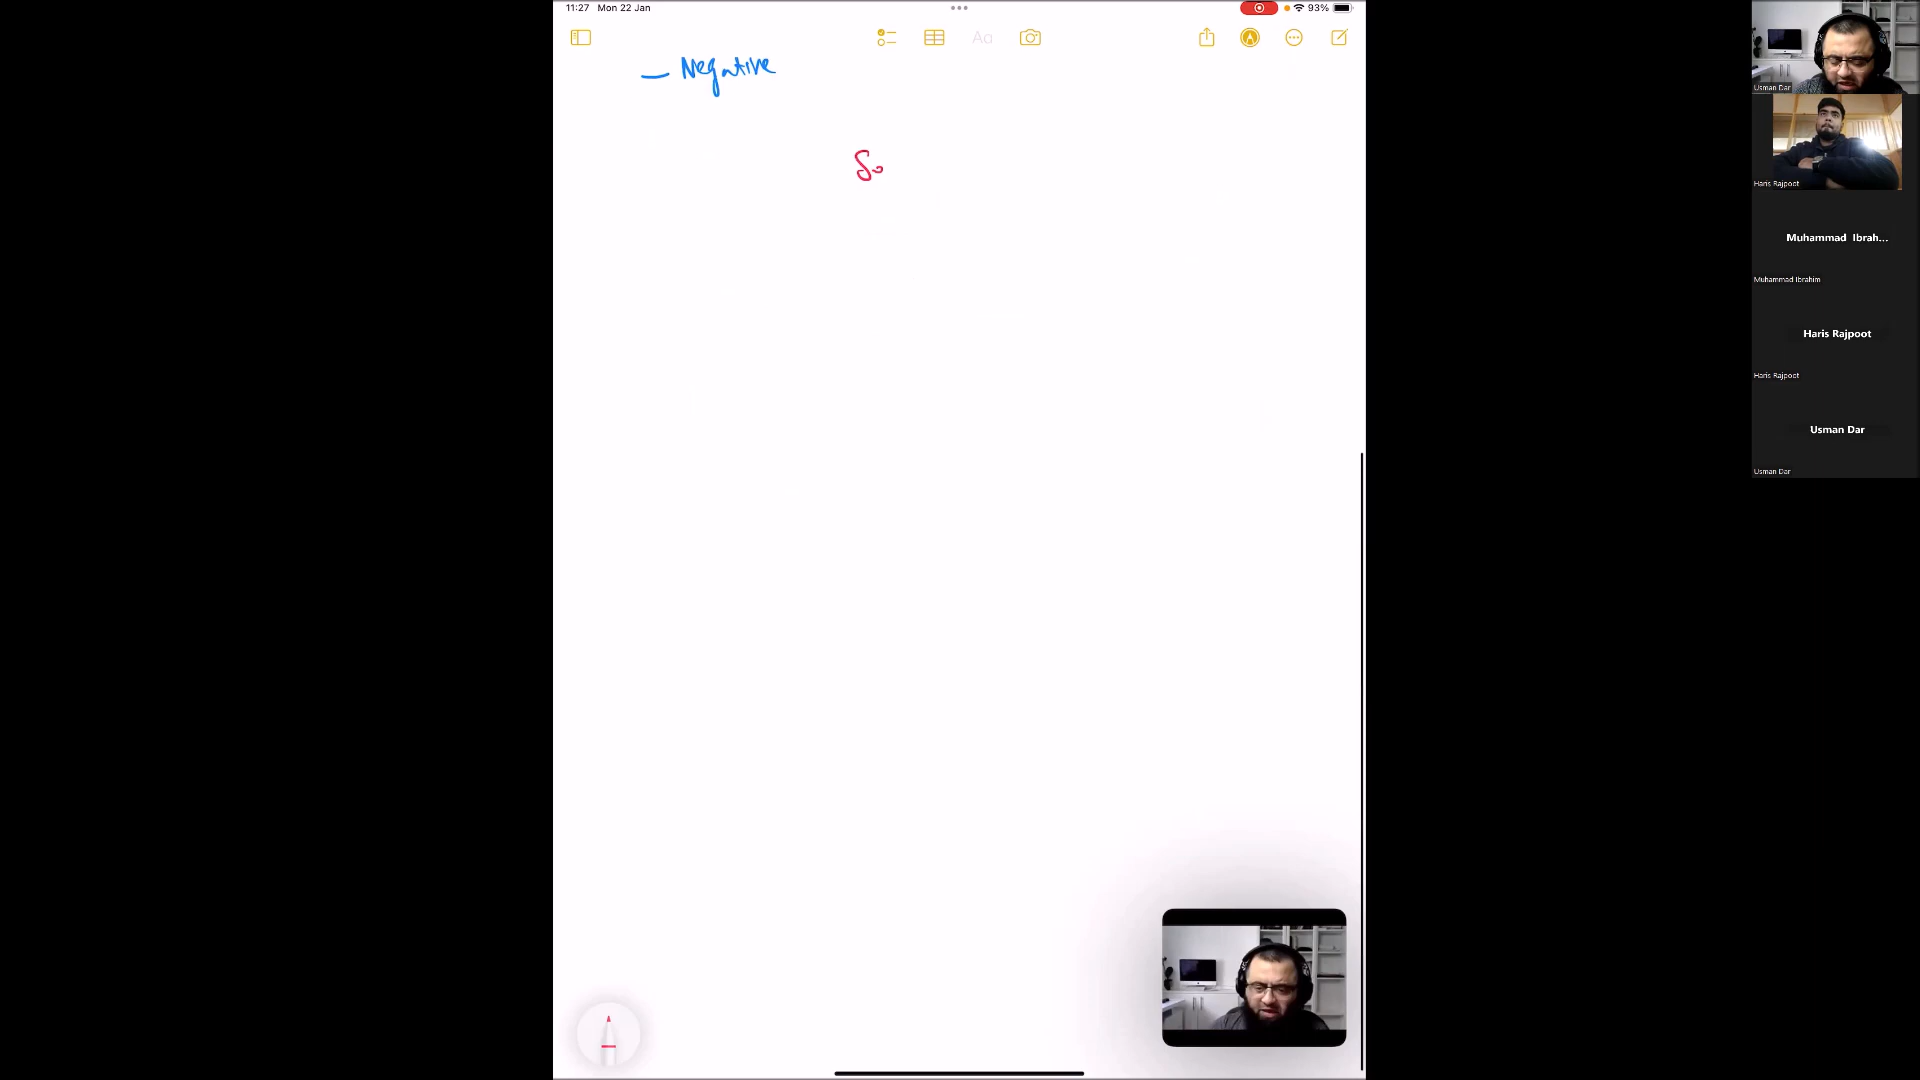 11:27 Mon 22 Jan
93%
Aa
— Negative
So
Usman Dar
Haris Rajpoot
Muhammad Ibrah...
Muhammad Ibrahim
Haris Rajpoot
Haris Rajpoot
Usman Dar
Usman Dar